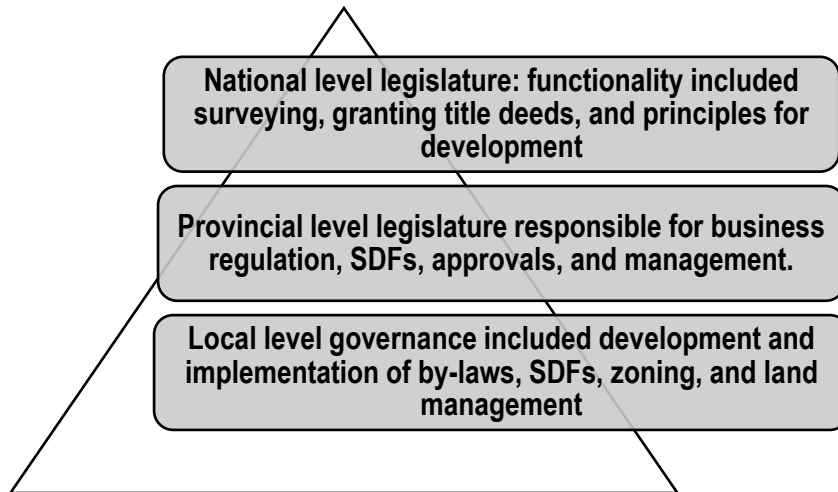 National level legislature: functionality included
surveying, granting title deeds, and principles for
development
Provincial level legislature responsible for business
regulation, SDFs, approvals, and management.
Local level governance included development and
implementation of by-laws, SDFs, zoning, and land
management